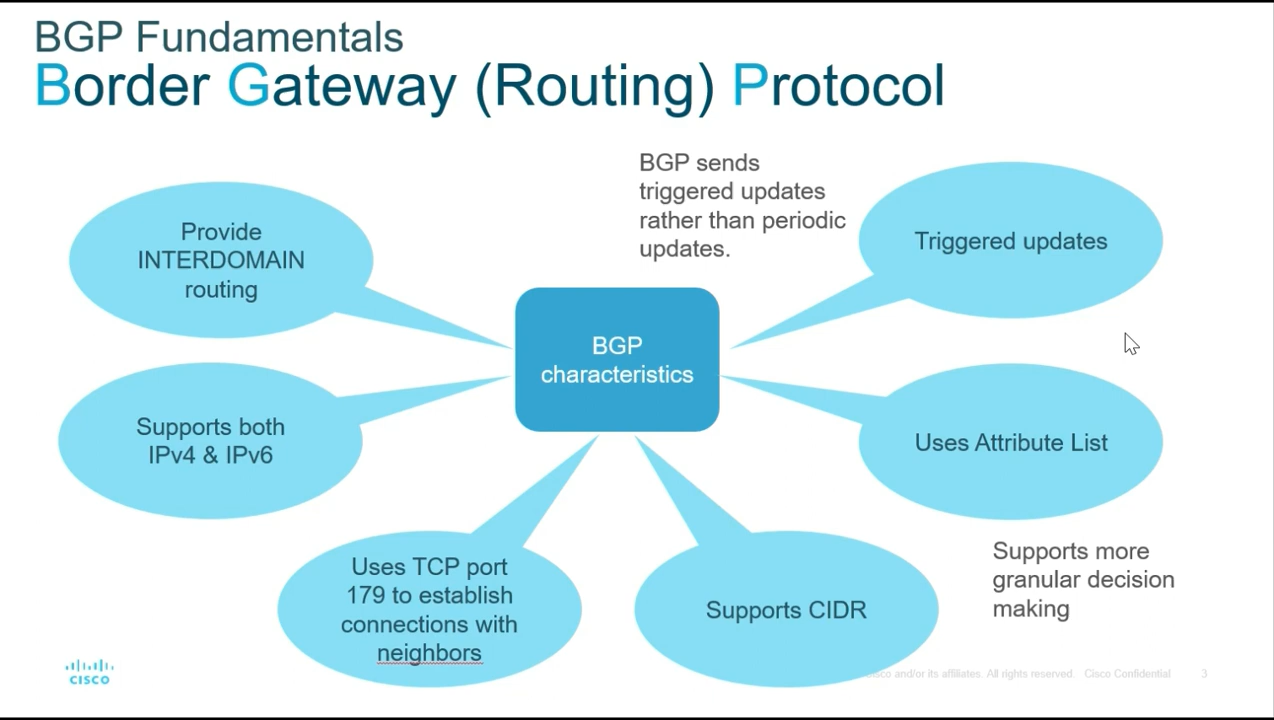 BGP Fundamentals
Border Gateway (Routing) Protocol
BGP sends
triggered updates
rather than periodic
updates.
Provide
INTERDOMAIN
routing
Triggered updates
BGP
characteristics
Supports both
IPv4 & IPv6
Uses Attribute List
Uses TCP port
179 to establish
connections with
neighbors
Supports CIDR
Supports more
granular decision
making
CISCO
and/or its affiliates. All rights reserved. Cisco Confidential
3